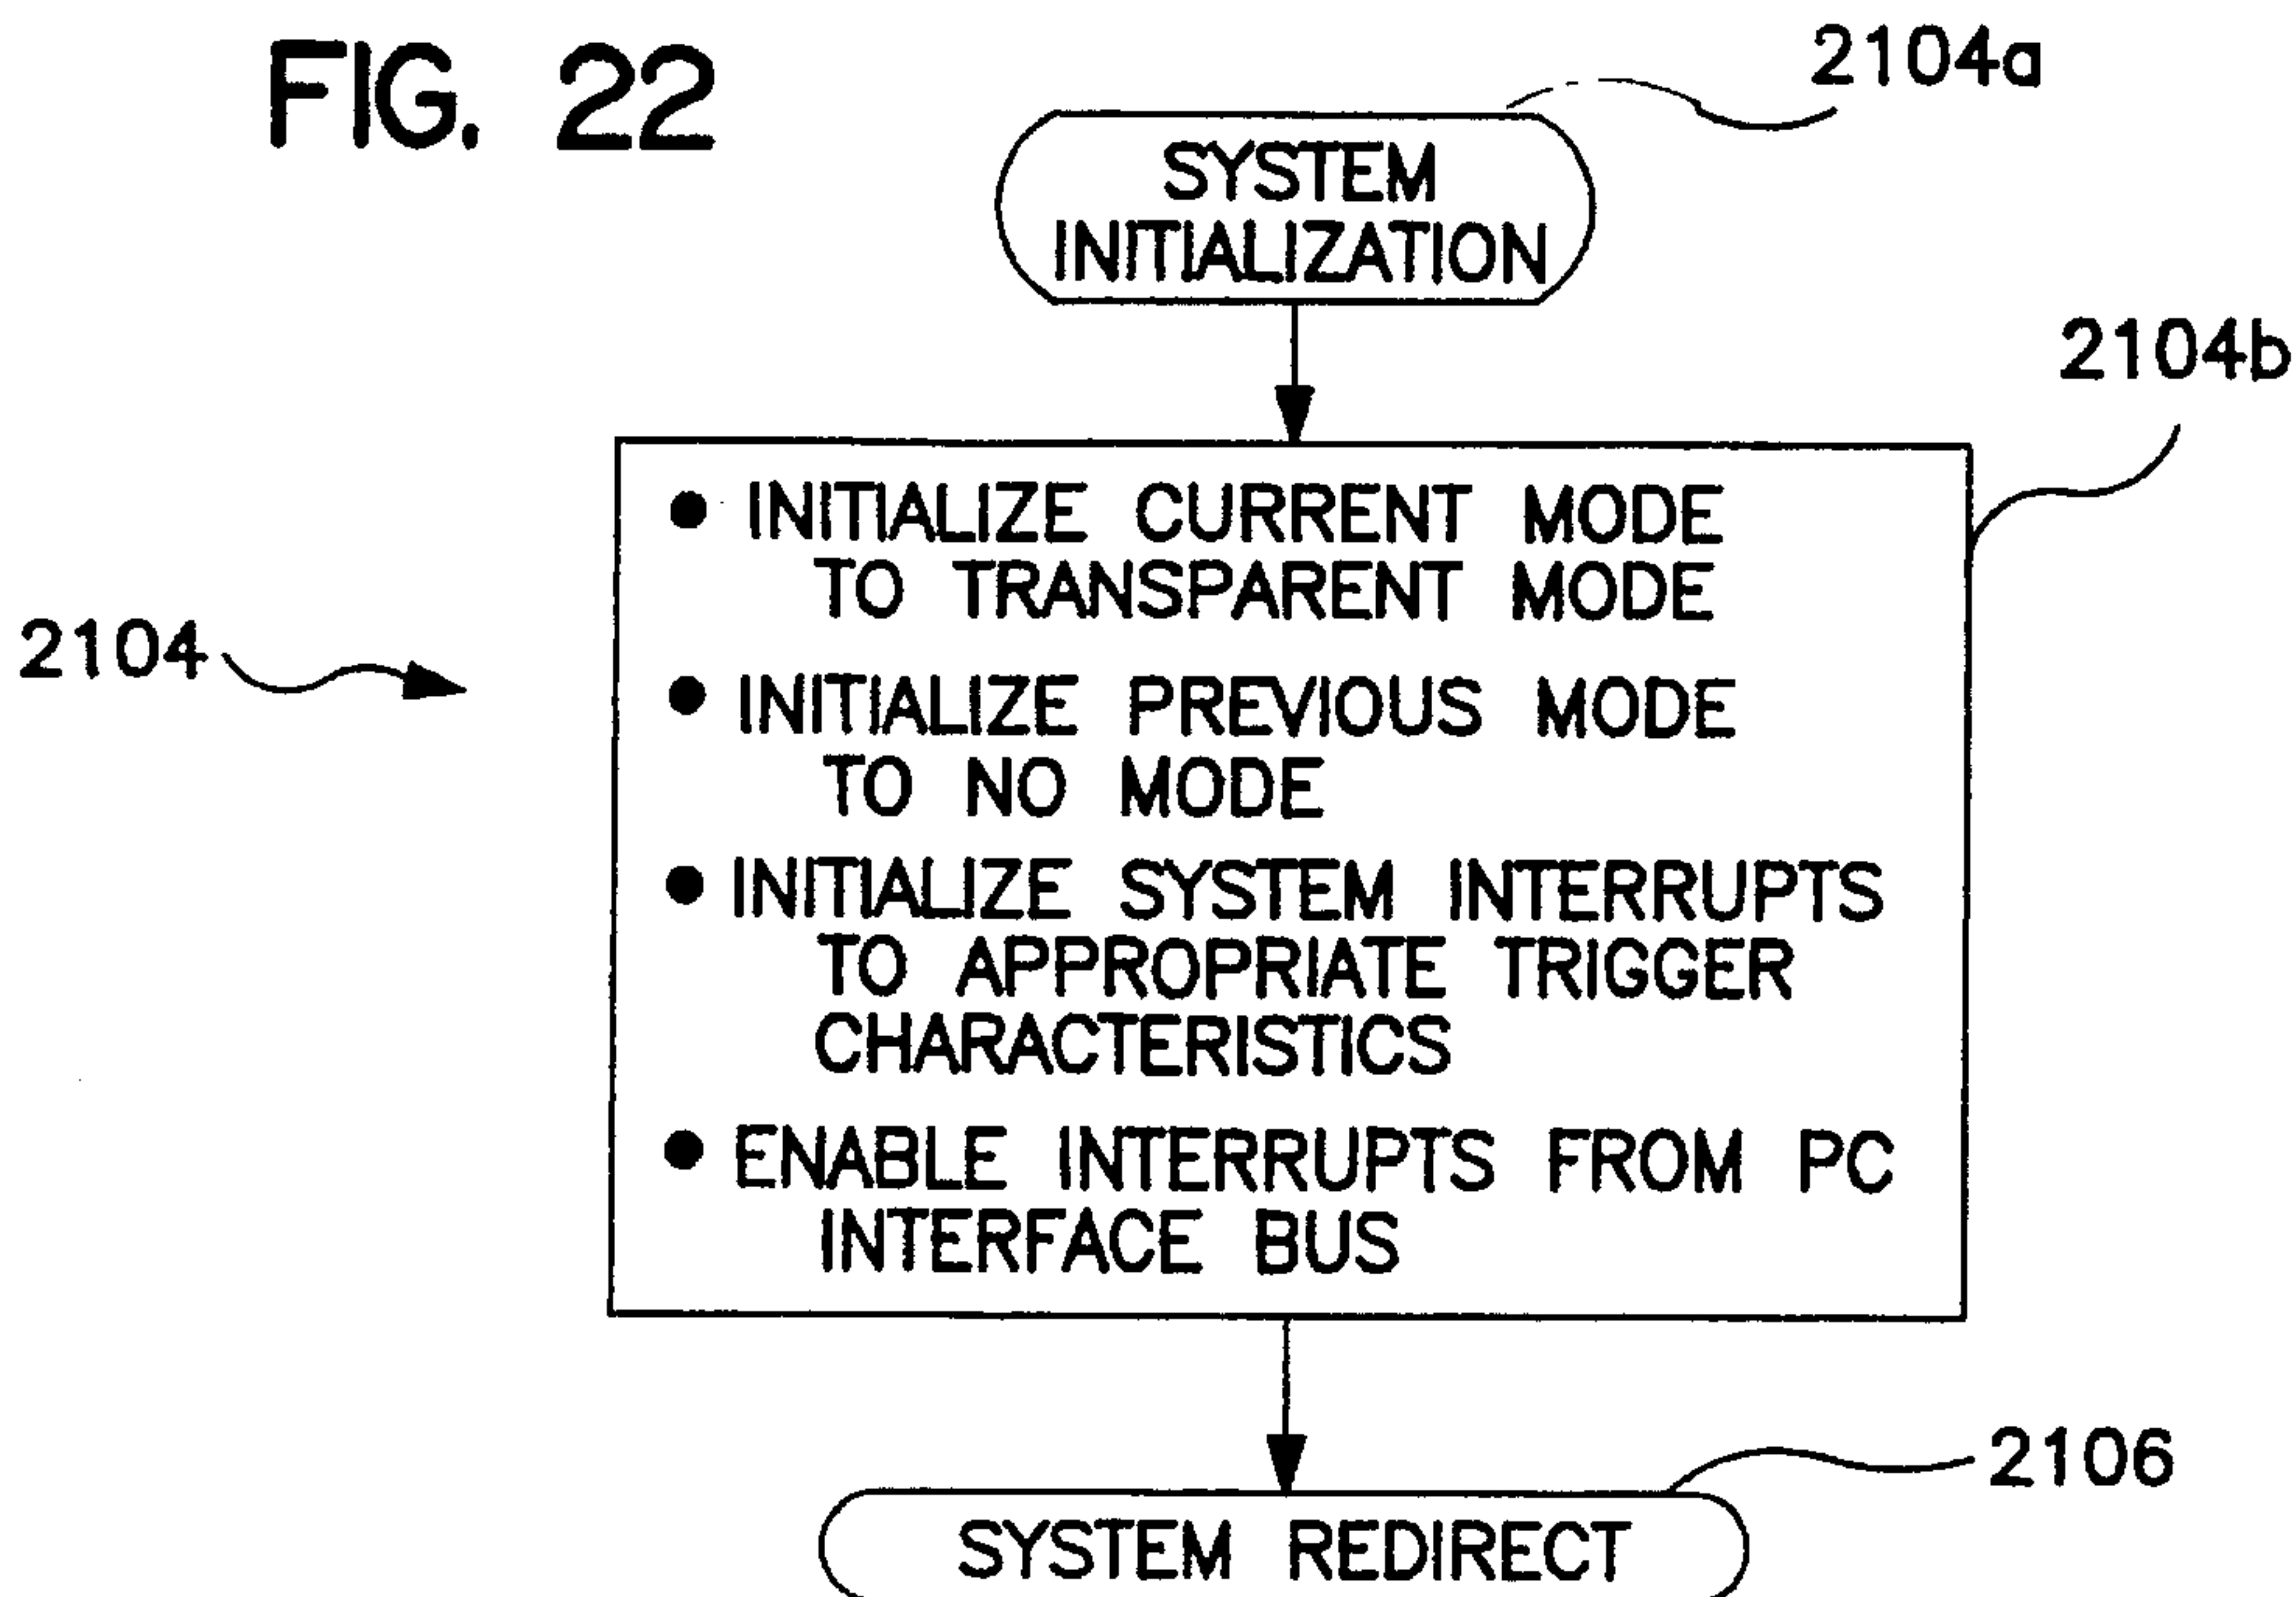 FIG. 22
2104a
SYSTEM
INITIALIZATION
2104b
● INITIALIZE CURRENT MODE
TO TRANSPARENT MODE
2104
● INITIALIZE PREVIOUS MODE
TO NO MODE
● INITIALIZE SYSTEM INTERRUPTS
TO APPROPRIATE TRIGGER
CHARACTERISTICS
● ENABLE INTERRUPTS FROM PC
INTERFACE BUS
2106
SYSTEM REDIRECT